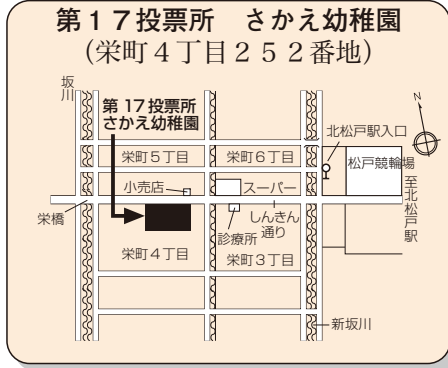 第１７投票所　さかえ幼稚園
（栄町４丁目２５２番地）
坂川
第17投票所
さかえ幼稚園
N
北松戸駅入口
栄町５丁目
栄町６丁目
松戸競輪場
小売店
スーパー
至北松戸駅
栄橋
診療所
しんきん通り
栄町４丁目
栄町３丁目
新坂川